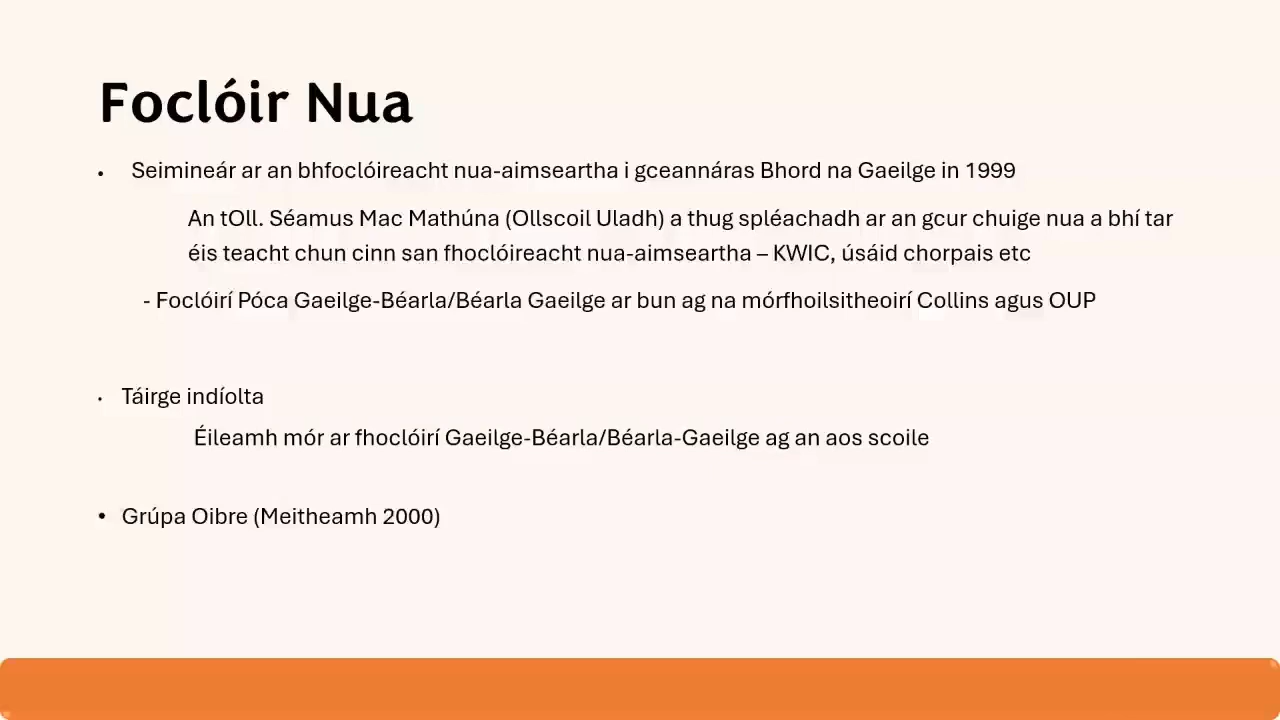 Foclóir Nua
• Seimineár ar an bhfoclóireacht nua-aimseartha i gceannáras Bhord na Gaeilge in 1999
An tOll. Séamus Mac Mathúna (Ollscoil Uladh) a thug spléachadh ar an gcur chuige nua a bhí tar
éis teacht chun cinn san fhoclóireacht nua-aimseartha – KWIC, úsáid chorpais etc
- Foclóirí Póca Gaeilge-Béarla/Béarla Gaeilge ar bun ag na mórfhoilsitheoirí Collins agus OUP
• Táirge indíolta
Éileamh mór ar fhoclóirí Gaeilge-Béarla/Béarla-Gaeilge ag an aos scoile
• Grúpa Oibre (Meitheamh 2000)